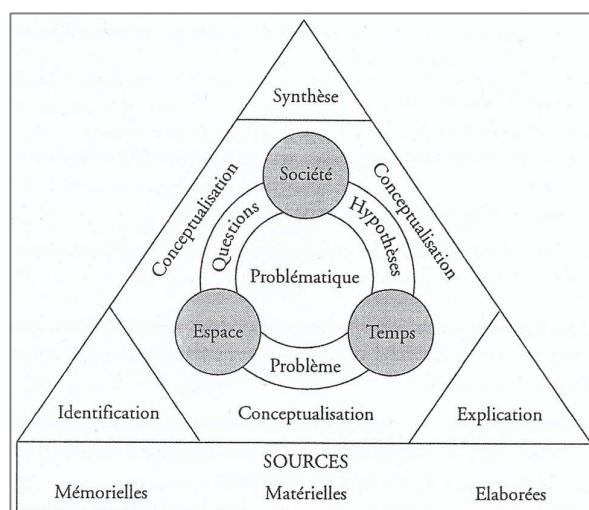 Synthèse
Conceptualisation
Conceptualisation
Société
Questions
Hypothèses
Problématique
Espace
Temps
Problème
Identification
Conceptualisation
Explication
SOURCES
Mémorielles
Matérielles
Elaborées